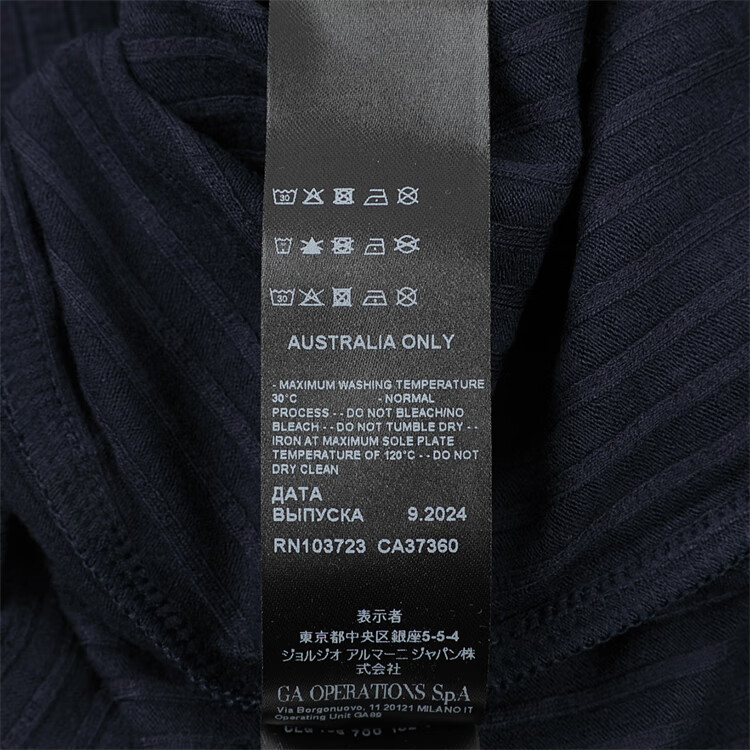 30
30
AUSTRALIA ONLY
- MAXIMUM WASHING TEMPERATURE
30°C - NORMAL
PROCESS - - DO NOT BLEACH/NO
BLEACH - - DO NOT TUMBLE DRY - -
IRON AT MAXIMUM SOLE PLATE
TEMPERATURE OF 120°C - - DO NOT
DRY CLEAN
ДАТА
ВЫПУСКА 9.2024
RN103723 CA37360
表示者
東京都中央区銀座5-5-4
ジョルジオ アルマーニ ジャパン株
式会社
GA OPERATIONS S.p.A
Via Borgonuovo, 11 20121 MILANO IT
Operating Unit GA99
700